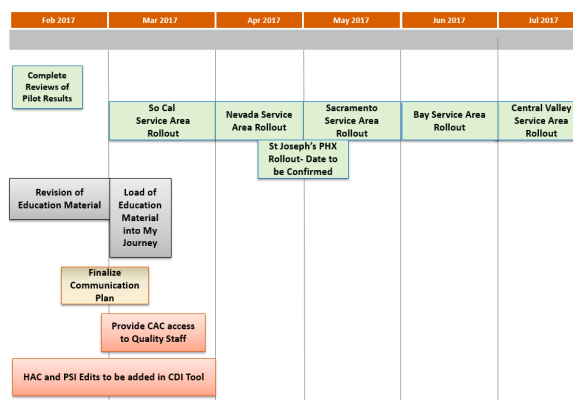 Feb 2017
Mar 2017
Apr 2017
May 2017
Jun 2017
Jul 2017
Complete
Reviews of
Pilot Results
So Cal
Service Area
Rollout
Nevada Service
Area Rollout
Sacramento
Service Area
Rollout
Bay Service Area
Rollout
Central Valley
Service Area
Rollout
St Joseph's PHX
Rollout- Date to
be Confirmed
Revision of
Education Material
Load of
Education
Material
into My
Journey
Finalize
Communication
Plan
Provide CAC access
to Quality Staff
HAC and PSI Edits to be added in CDI Tool